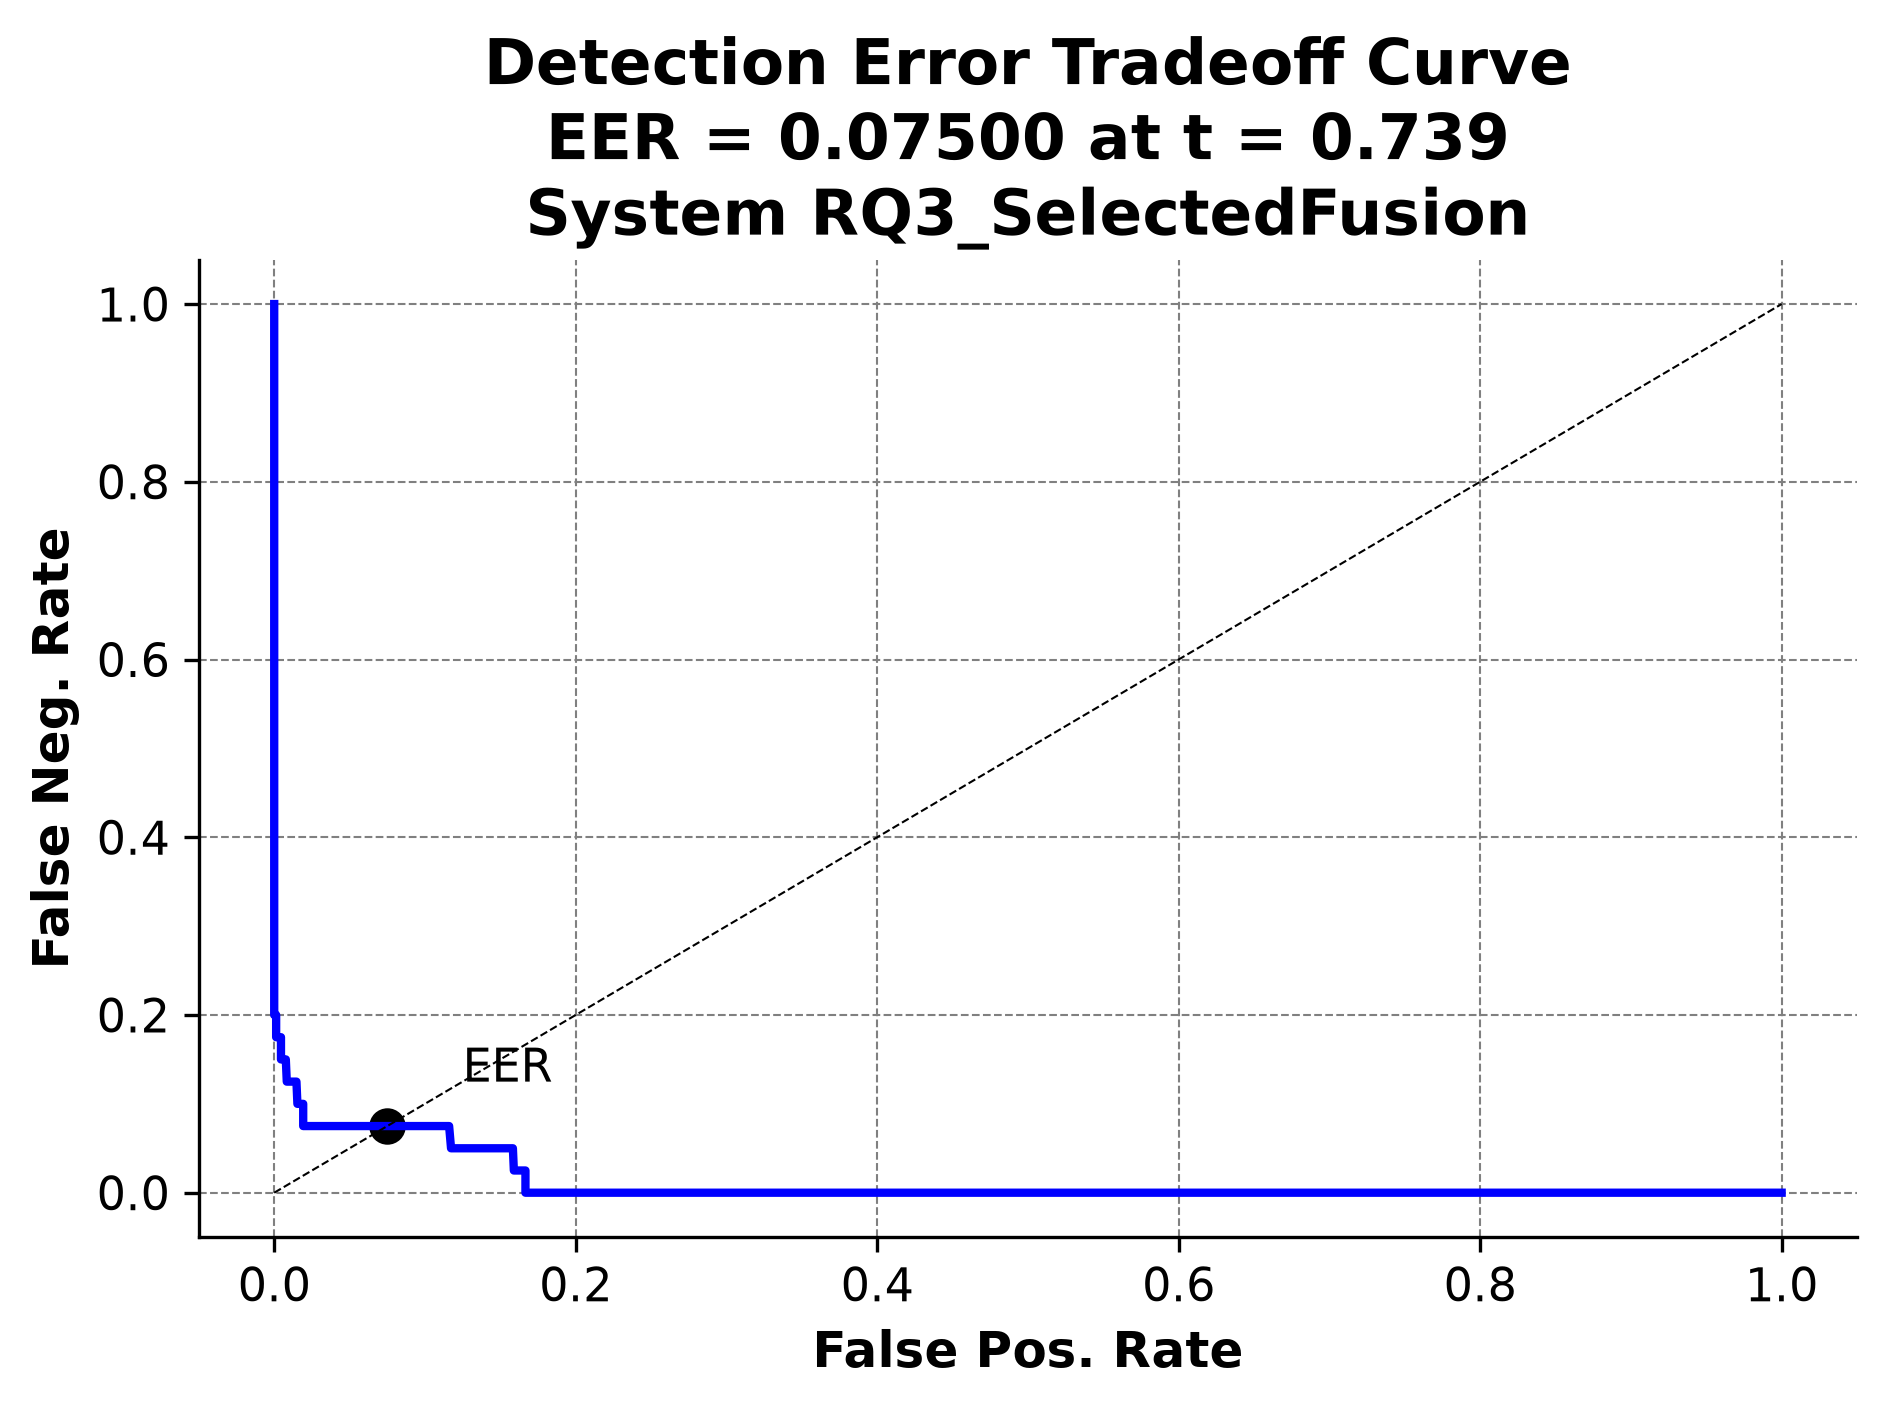 Detection Error Tradeoff Curve
EER = 0.07500 at t = 0.739
System RQ3_SelectedFusion
1.0
0.8
0.6
0.4
0.2
0.0
False Neg. Rate
EER
0.0 0.2 0.4 0.6 0.8 1.0
False Pos. Rate